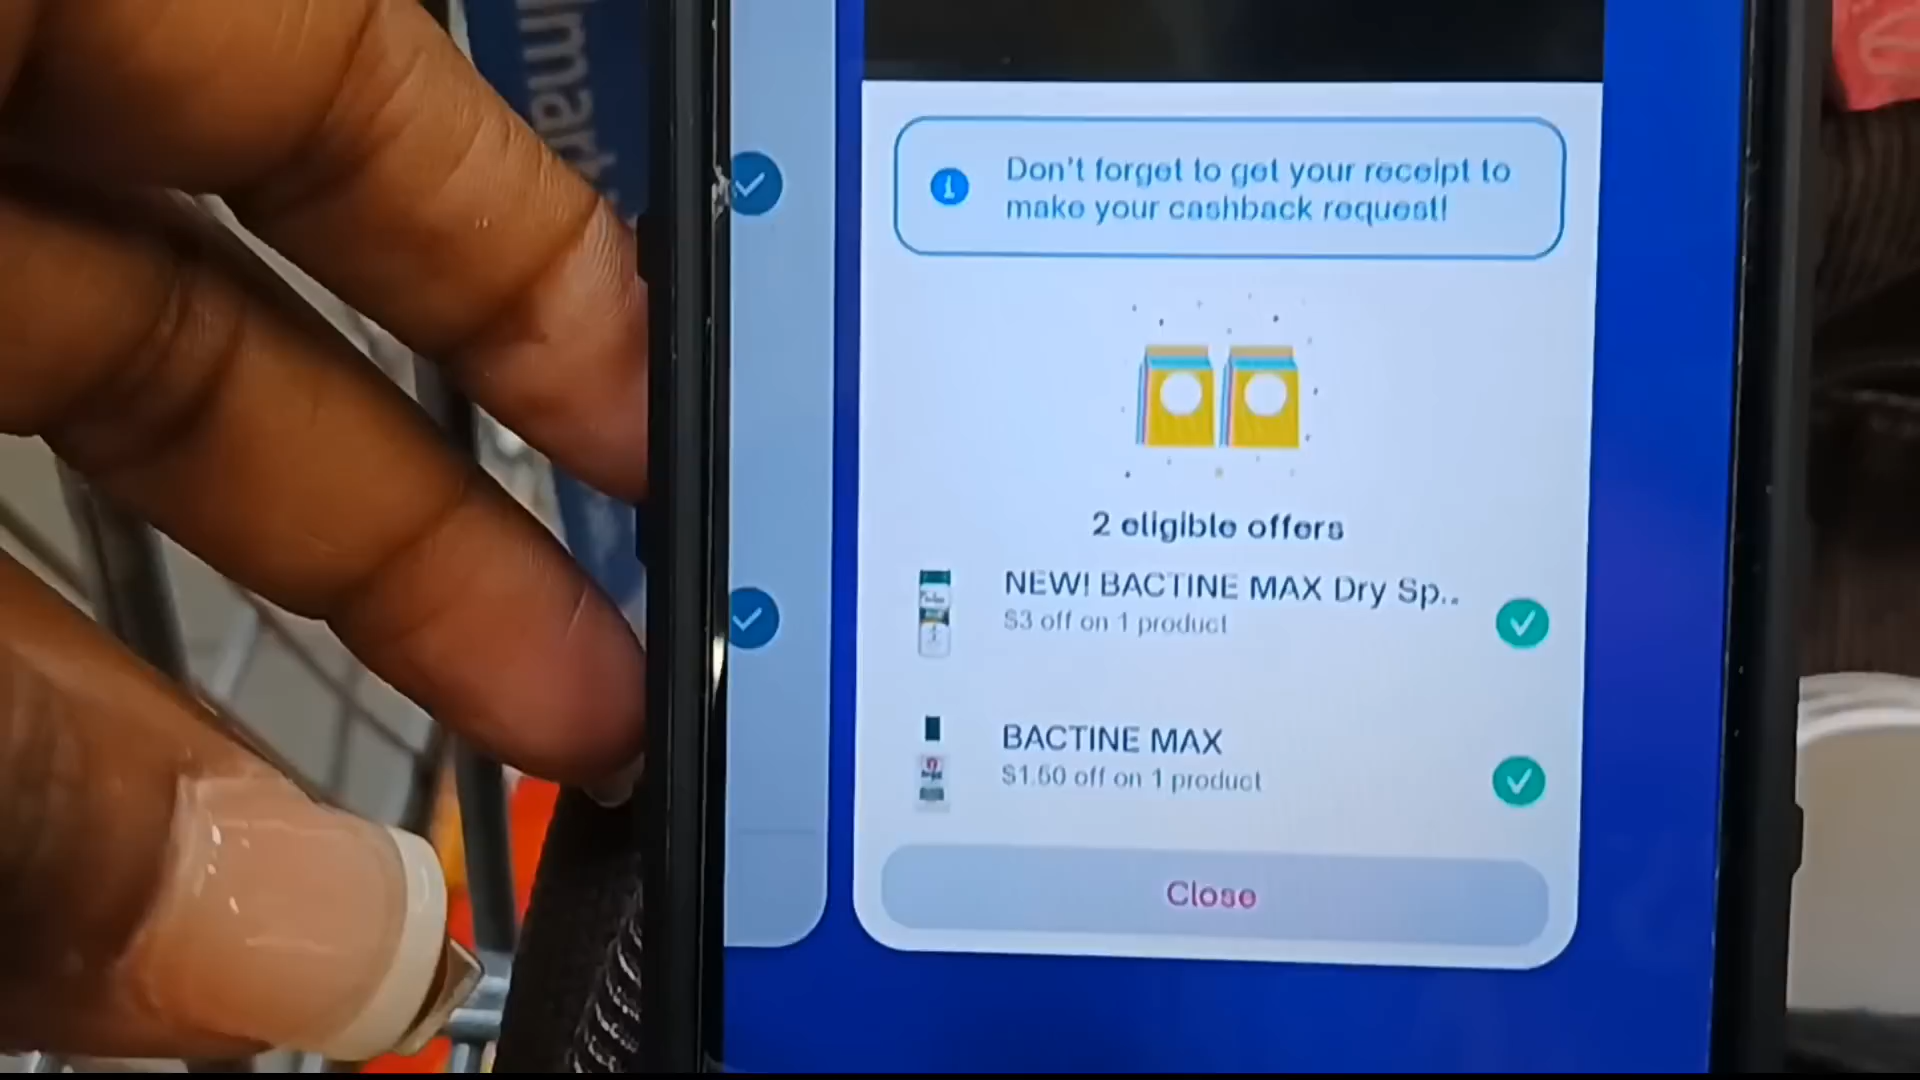 lmart
Don't forget to get your receipt to
make your cashback request!
2 eligible offers
NEW! BACTINE MAX Dry Sp..
$3 off on 1 product
BACTINE MAX
$1.50 off on 1 product
Close